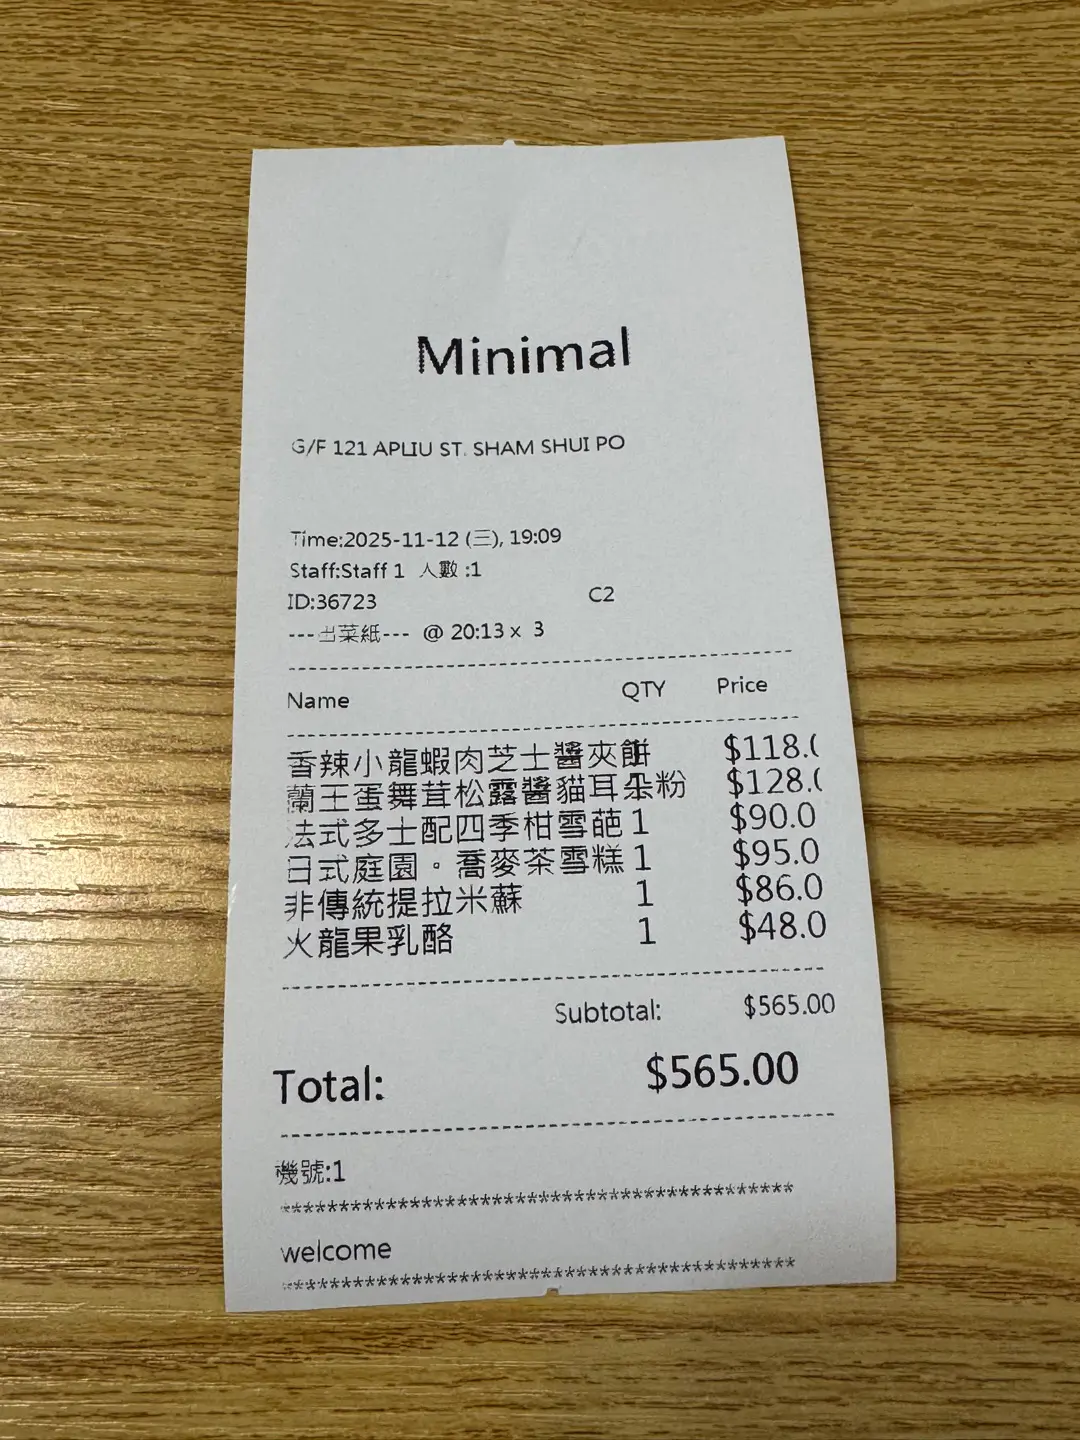 Minimal
G/F 121 APLIU ST. SHAM SHUI PO
Time:2025-11-12 (三), 19:09
Staff:Staff 1 人數 :1
ID:36723 C2
---出菜紙--- @ 20:13 x 3
Name QTY Price
香辣小龍蝦肉芝士醬夾餅 1 $118.(
蘭王蛋舞茸松露醬貓耳朵粉 1 $128.(
法式多士配四季柑雪葩 1 $90.0
日式庭園。蕎麥茶雪糕 1 $95.0
非傳統提拉米蘇 1 $86.0
火龍果乳酪 1 $48.0
Subtotal: $565.00
Total: $565.00
機號:1
*******************************************
welcome
*******************************************